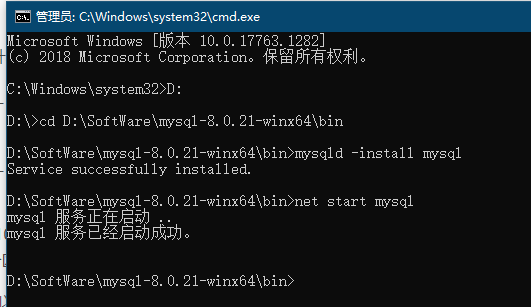 管理员: C:\Windows\system32\cmd.exe
Microsoft Windows [版本 10.0.17763.1282]
(c) 2018 Microsoft Corporation。保留所有权利。
C:\Windows\system32>D:
D:\>cd D:\SoftWare\mysql-8.0.21-winx64\bin
D:\SoftWare\mysql-8.0.21-winx64\bin>mysqld -install mysql
Service successfully installed.
D:\SoftWare\mysql-8.0.21-winx64\bin>net start mysql
mysql 服务正在启动 ..
mysql 服务已经启动成功。
D:\SoftWare\mysql-8.0.21-winx64\bin>